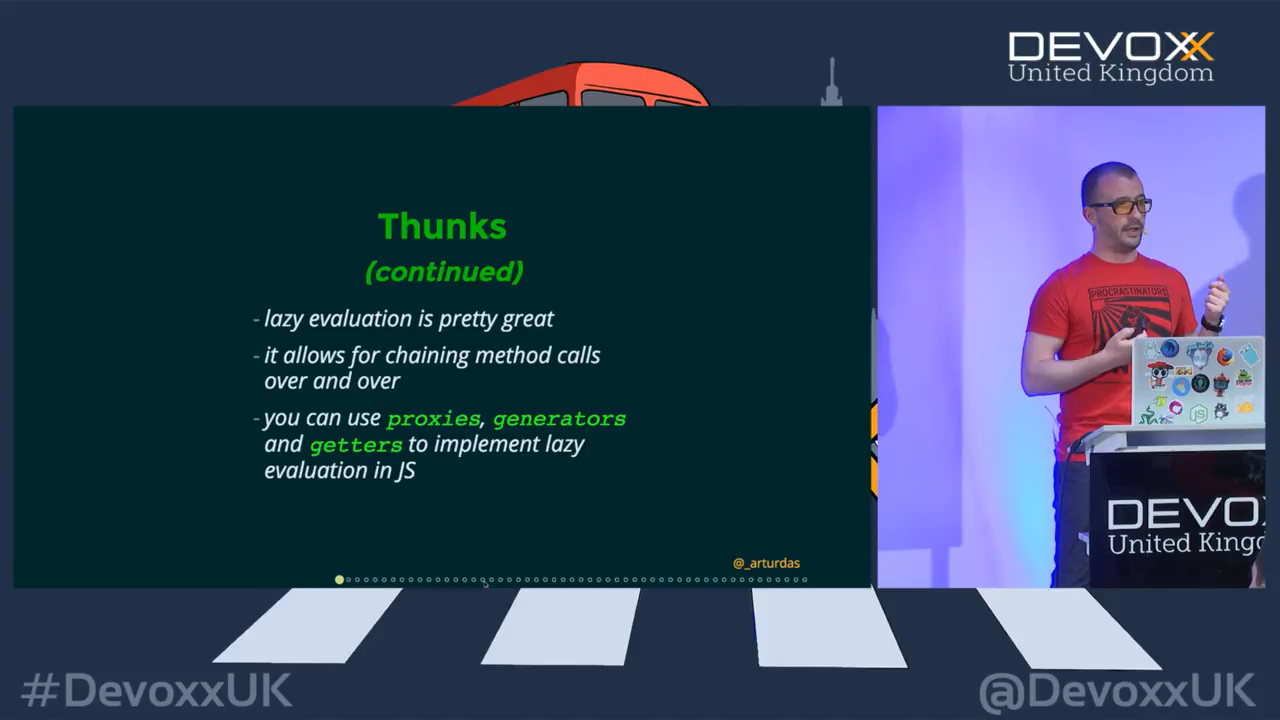 DEVOXX
United Kingdom
Thunks
(continued)
- lazy evaluation is pretty great
- it allows for chaining method calls
over and over
- you can use proxies, generators
and getters to implement lazy
evaluation in JS
@_arturdas
PROCRASTINATORS
JS
DEVOX
United Kingd
#DevoxxUK
@DevoxxUK